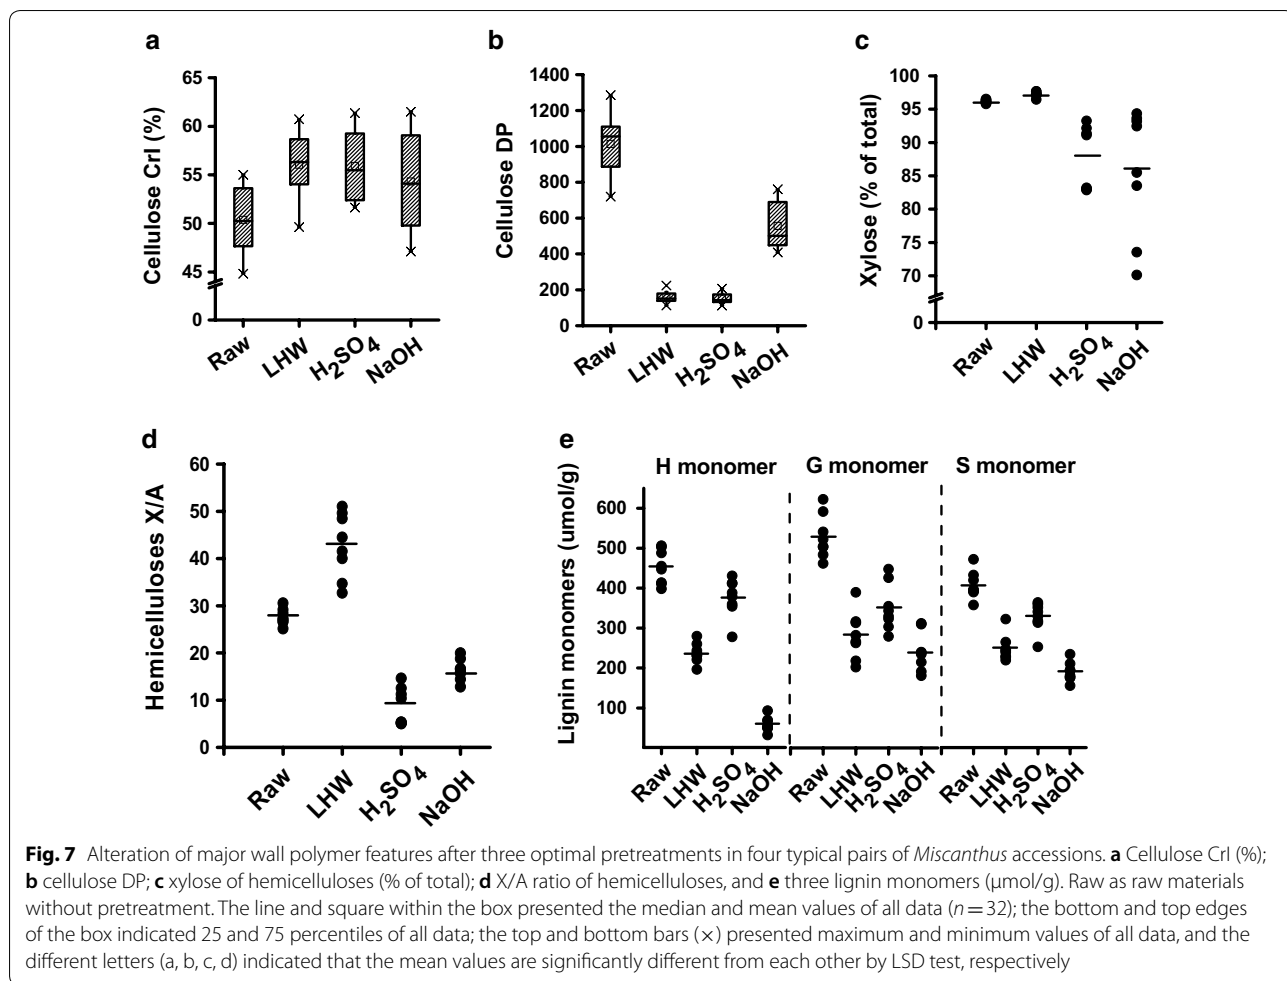 a
Cellulose CrI (%)
65
60
55
50
45
0
Raw
LHW
H₂SO₄
NaOH
b
Cellulose DP
1400
1200
1000
800
600
400
200
0
Raw
LHW
H₂SO₄
NaOH
c
Xylose (% of total)
100
95
90
85
80
75
70
0
Raw
LHW
H₂SO₄
NaOH
d
Hemicelluloses X/A
60
50
40
30
20
10
0
Raw
LHW
H₂SO₄
NaOH
e
H monomer G monomer S monomer
Lignin monomers (umol/g)
600
500
400
300
200
100
Raw
LHW
H₂SO₄
NaOH
Raw
LHW
H₂SO₄
NaOH
Raw
LHW
H₂SO₄
NaOH
Fig. 7 Alteration of major wall polymer features after three optimal pretreatments in four typical pairs of Miscanthus accessions. a Cellulose CrI (%);
b cellulose DP; c xylose of hemicelluloses (% of total); d X/A ratio of hemicelluloses, and e three lignin monomers (μmol/g). Raw as raw materials
without pretreatment. The line and square within the box presented the median and mean values of all data (n = 32); the bottom and top edges
of the box indicated 25 and 75 percentiles of all data; the top and bottom bars (×) presented maximum and minimum values of all data, and the
different letters (a, b, c, d) indicated that the mean values are significantly different from each other by LSD test, respectively